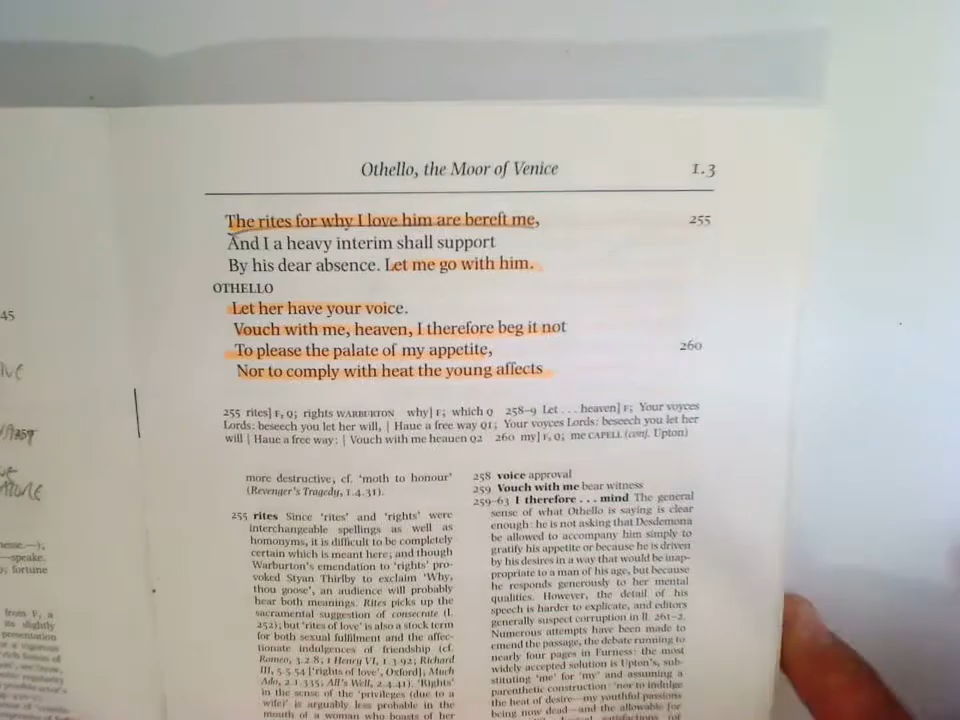 Othello, the Moor of Venice 1.3
The rites for why I love him are bereft me, 255
And I a heavy interim shall support
By his dear absence. Let me go with him.
OTHELLO
Let her have your voice.
Vouch with me, heaven, I therefore beg it not
To please the palate of my appetite, 260
Nor to comply with heat the young affects
255 rites] F, Q; rights WARBURTON why] F; which Q 258–9 Let . . . heaven] F; Your voyces
Lords: beseech you let her will, | Haue a free way Q1; Your voyces Lords: beseech you let her
will | Haue a free way: | Vouch with me heauen Q2 260 my] F, Q; me CAPELL (conj. Upton)
more destructive, cf. ‘moth to honour’
(Revenger's Tragedy, 1.4.31).
255 rites Since ‘rites’ and ‘rights’ were
interchangeable spellings as well as
homonyms, it is difficult to be completely
certain which is meant here; and though
Warburton's emendation to ‘rights’ pro-
voked Styan Thirlby to exclaim ‘Why,
thou goose’, an audience will probably
hear both meanings. Rites picks up the
sacramental suggestion of consecrate (l.
252); but ‘rites of love’ is also a stock term
for both sexual fulfilment and the affec-
tionate indulgences of friendship (cf.
Romeo, 3.2.8; 1 Henry VI, 1.3.92; Richard
III, 5.5.54 [‘rights of love’, Oxford]; Much
Ado, 2.1.335; All's Well, 2.4.41). ‘Rights’
in the sense of the ‘privileges (due to a
wife)’ is arguably less probable in the
mouth of a woman who boasts of her
258 voice approval
259 Vouch with me bear witness
259–63 I therefore . . . mind The general
sense of what Othello is saying is clear
enough: he is not asking that Desdemona
be allowed to accompany him simply to
gratify his appetite or because he is driven
by his desires in a way that would be inap-
propriate to a man of his age, but because
he responds generously to her mental
qualities. However, the detail of his
speech is harder to explicate, and editors
generally suspect corruption in ll. 261–2.
Numerous attempts have been made to
emend the passage, the debate running to
nearly four pages in Furness: the most
widely accepted solution is Upton's, sub-
stituting ‘me’ for ‘my’ and assuming a
parenthetic construction: ‘nor to indulge
the heat of desire—my youthful passions
being now dead—and the allowable
45
speak.
fortune
from F, a
its slightly
presentation